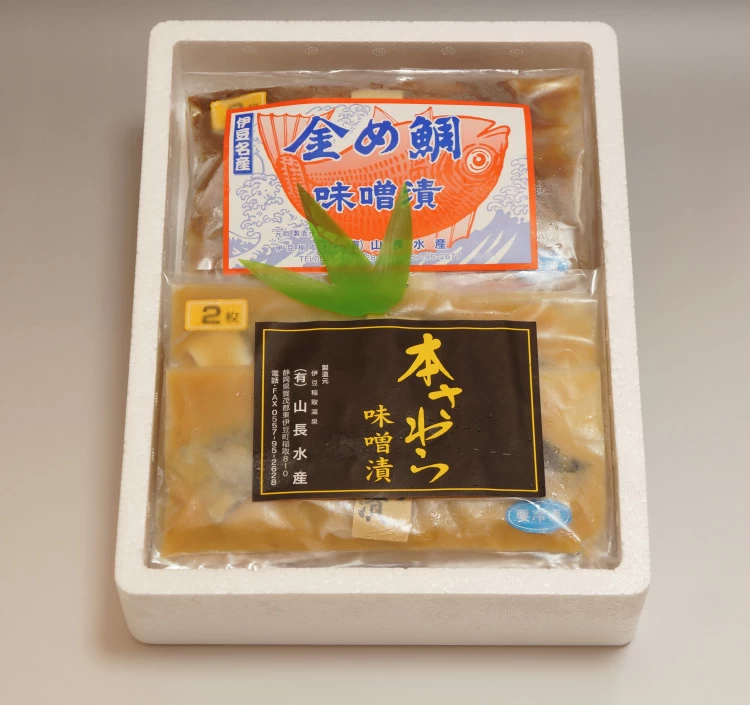 2枚
伊豆名産
金め鯛
味噌漬
山長水産
2枚
本さわら
味噌漬
製造元
伊豆稲取温泉
(有)山長水産
静岡県賀茂郡東伊豆町稲取810
電話・FAX 0557-95-2628
要冷凍